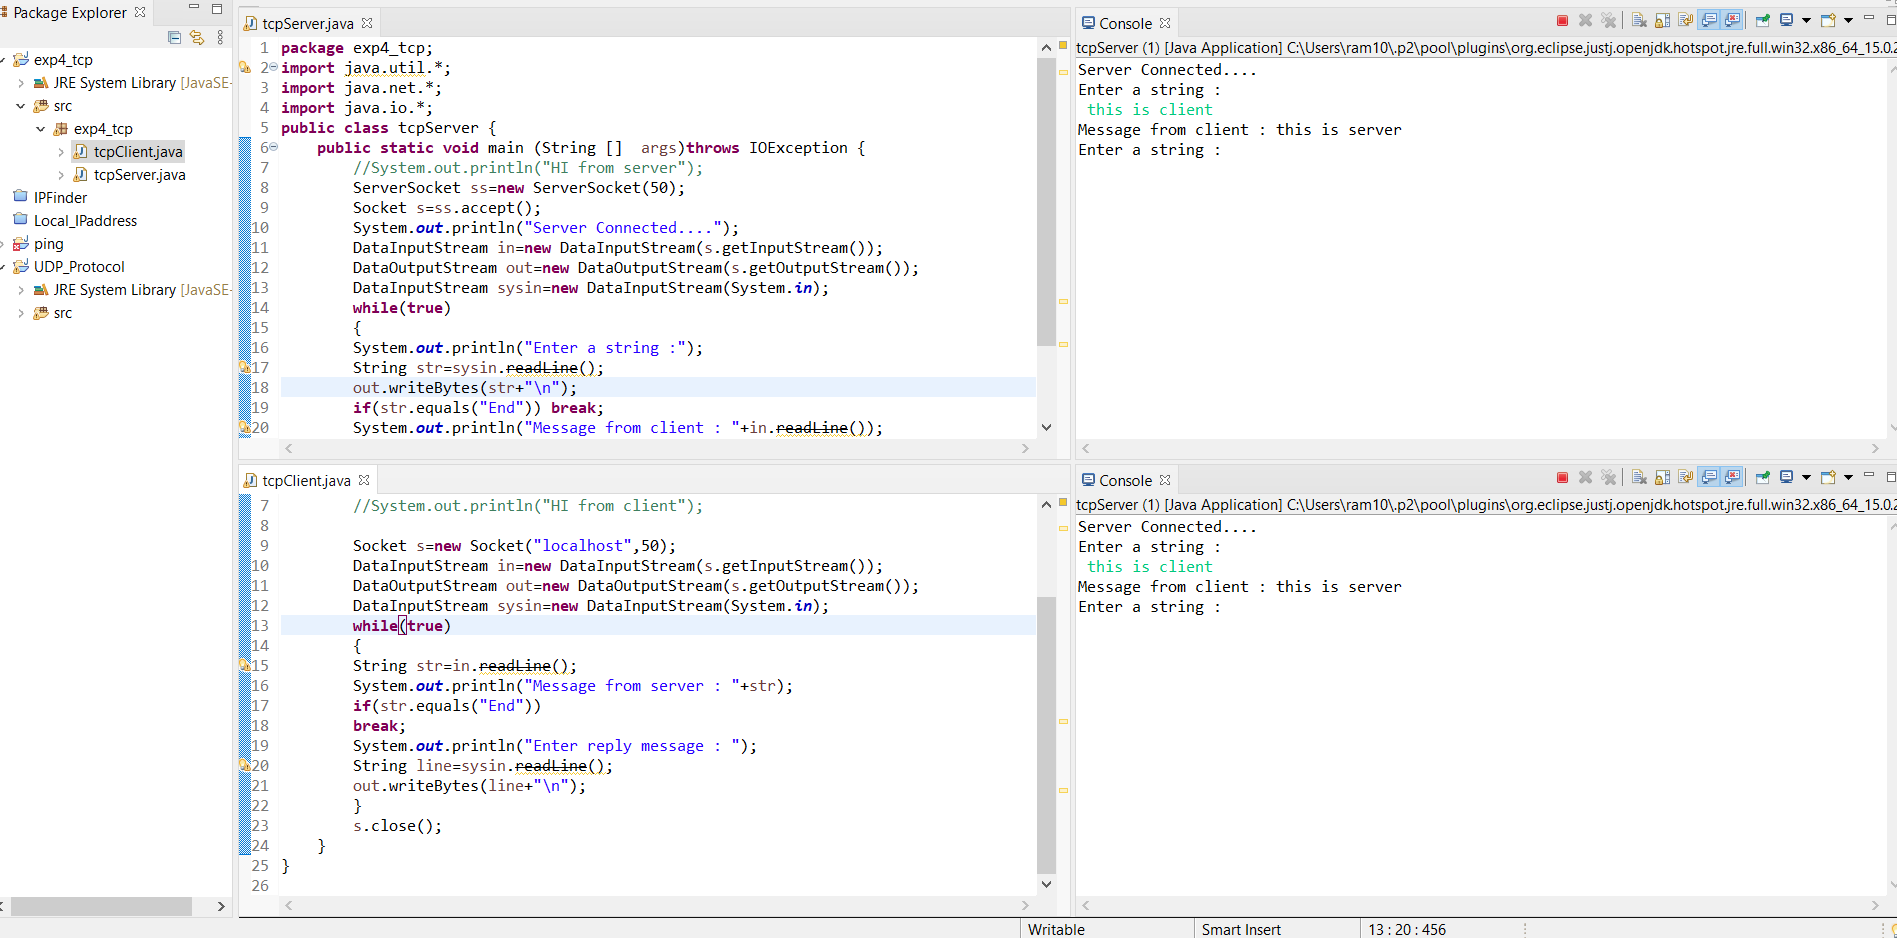 Package Explorer
exp4_tcp
JRE System Library [JavaSE-
src
exp4_tcp
tcpClient.java
tcpServer.java
IPFinder
Local_IPaddress
ping
UDP_Protocol
JRE System Library [JavaSE-
src
tcpServer.java
1 package exp4_tcp;
2 import java.util.*;
3 import java.net.*;
4 import java.io.*;
5 public class tcpServer {
6 public static void main (String [] args)throws IOException {
7 //System.out.println("HI from server");
8 ServerSocket ss=new ServerSocket(50);
9 Socket s=ss.accept();
10 System.out.println("Server Connected....");
11 DataInputStream in=new DataInputStream(s.getInputStream());
12 DataOutputStream out=new DataOutputStream(s.getOutputStream());
13 DataInputStream sysin=new DataInputStream(System.in);
14 while(true)
15 {
16 System.out.println("Enter a string :");
17 String str=sysin.readLine();
18 out.writeBytes(str+"\n");
19 if(str.equals("End")) break;
20 System.out.println("Message from client : "+in.readLine());
Console
tcpServer (1) [Java Application] C:\Users\ram10\.p2\pool\plugins\org.eclipse.justj.openjdk.hotspot.jre.full.win32.x86_64_15.0.2
Server Connected....
Enter a string :
this is client
Message from client : this is server
Enter a string :
tcpClient.java
7 //System.out.println("HI from client");
8
9 Socket s=new Socket("localhost",50);
10 DataInputStream in=new DataInputStream(s.getInputStream());
11 DataOutputStream out=new DataOutputStream(s.getOutputStream());
12 DataInputStream sysin=new DataInputStream(System.in);
13 while(true)
14 {
15 String str=in.readLine();
16 System.out.println("Message from server : "+str);
17 if(str.equals("End"))
18 break;
19 System.out.println("Enter reply message : ");
20 String line=sysin.readLine();
21 out.writeBytes(line+"\n");
22 }
23 s.close();
24 }
25 }
26
Console
tcpServer (1) [Java Application] C:\Users\ram10\.p2\pool\plugins\org.eclipse.justj.openjdk.hotspot.jre.full.win32.x86_64_15.0.2
Server Connected....
Enter a string :
this is client
Message from client : this is server
Enter a string :
Writable
Smart Insert
13 : 20 : 456